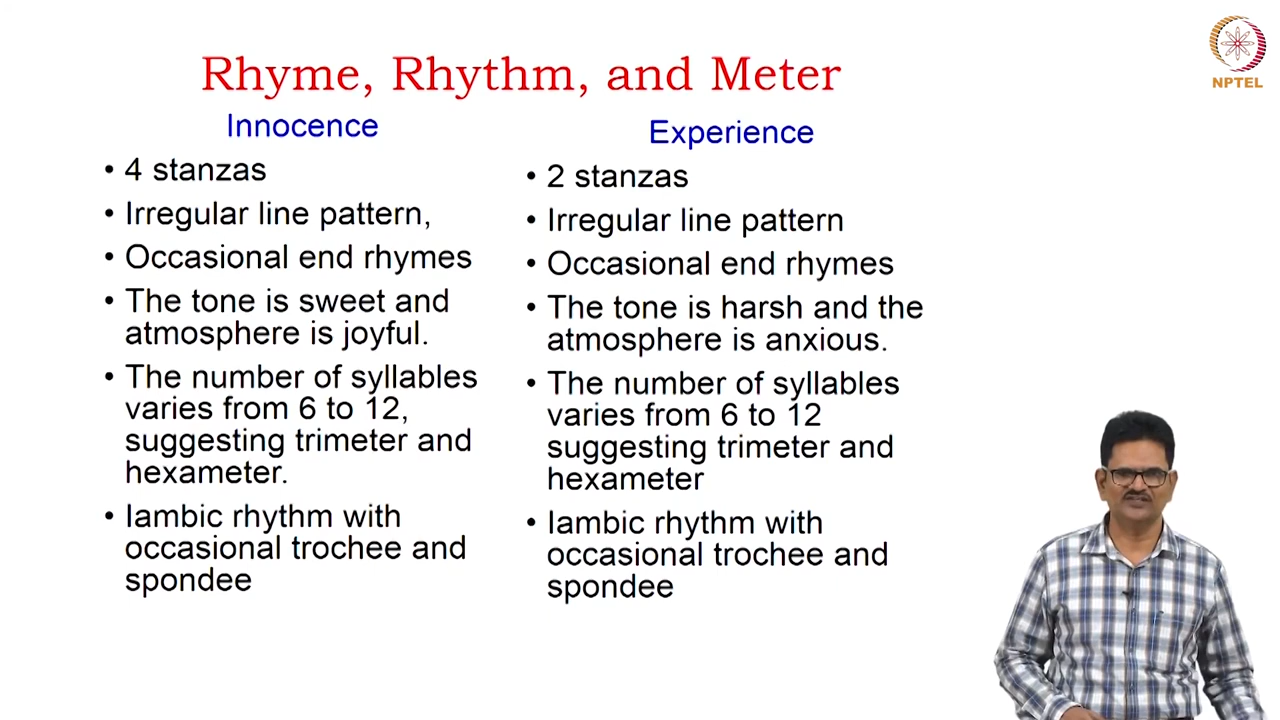 Rhyme, Rhythm, and Meter
NPTEL
Innocence
• 4 stanzas
• Irregular line pattern,
• Occasional end rhymes
• The tone is sweet and
atmosphere is joyful.
• The number of syllables
varies from 6 to 12,
suggesting trimeter and
hexameter.
• Iambic rhythm with
occasional trochee and
spondee
Experience
• 2 stanzas
• Irregular line pattern
• Occasional end rhymes
• The tone is harsh and the
atmosphere is anxious.
• The number of syllables
varies from 6 to 12
suggesting trimeter and
hexameter
• Iambic rhythm with
occasional trochee and
spondee